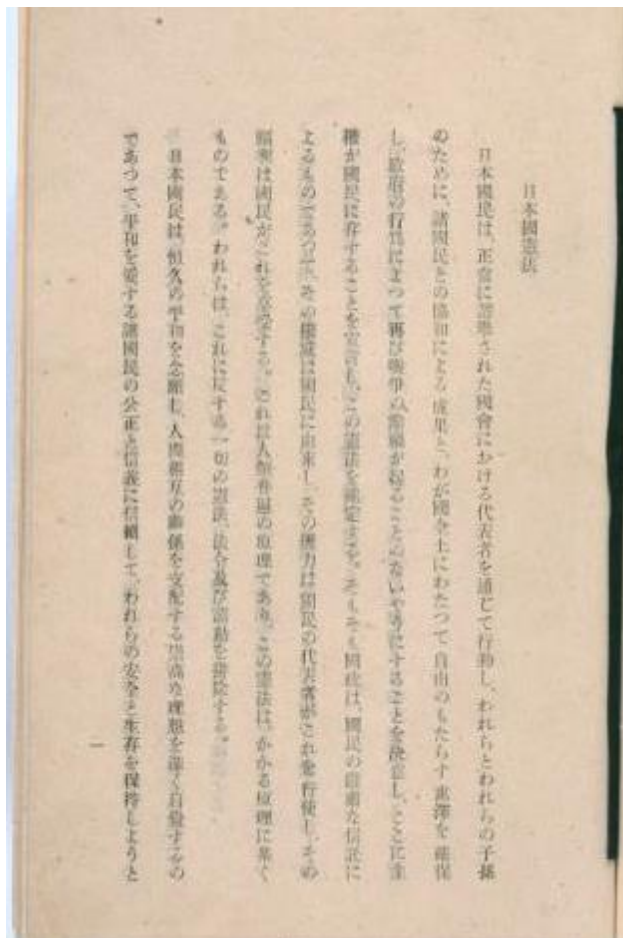 日本國憲法
日本國民は、正當に選擧された國會における代表者を通じて行動し、われらとわれらの子孫
のために、諸國民との協和による成果と、わが國全土にわたつて自由のもたらす惠澤を確保
し、政府の行爲によつて再び戰爭の慘禍が起ることのないやうにすることを決意し、ここに主
權が國民に存することを宣言し、この憲法を確定する。そもそも國政は、國民の嚴肅な信託に
よるものであつて、その權威は國民に由來し、その權力は國民の代表者がこれを行使し、その
福利は國民がこれを享受する。これは人類普遍の原理であり、この憲法は、かかる原理に基く
ものである。われらは、これに反する一切の憲法、法令及び詔勅を排除する。
日本國民は、恒久の平和を念願し、人間相互の關係を支配する崇高な理想を深く自覺するの
であつて、平和を愛する諸國民の公正と信義に信頼して、われらの安全と生存を保持しようと
一